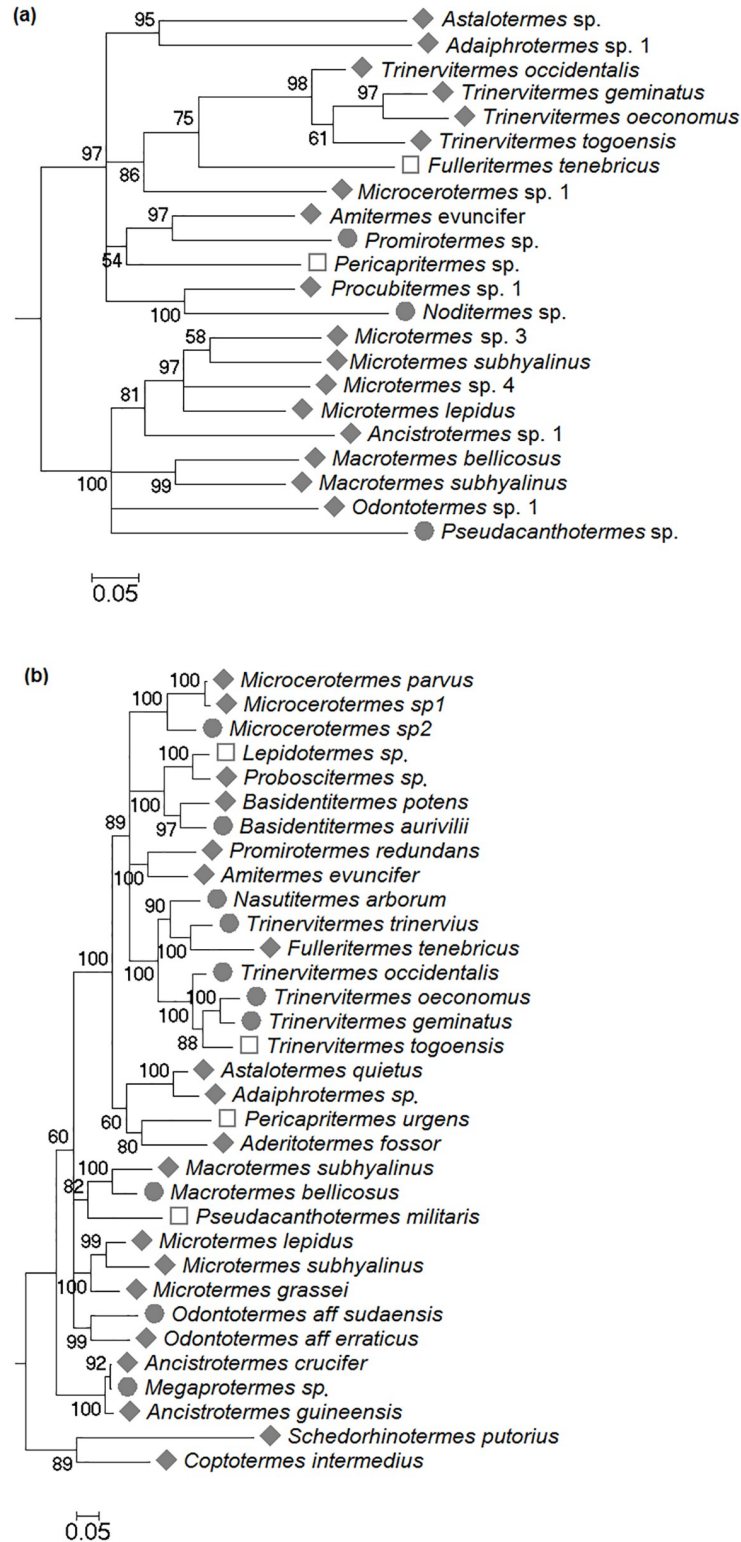 (a)
95
Astalotermes sp.
Adaiphrotermes sp. 1
98
Trinervitermes occidentalis
97
Trinervitermes geminatus
75
Trinervitermes oeconomus
61
Trinervitermes togoensis
97
86
Fulleritermes tenebricus
Microcerotermes sp. 1
97
Amitermes evuncifer
Promirotermes sp.
54
Pericapritermes sp.
Procubitermes sp. 1
100
Noditermes sp.
58
Microtermes sp. 3
97
Microtermes subhyalinus
81
Microtermes sp. 4
Microtermes lepidus
Ancistrotermes sp. 1
100
Macrotermes bellicosus
99
Macrotermes subhyalinus
Odontotermes sp. 1
Pseudacanthotermes sp.
0.05
(b)
100
Microcerotermes parvus
100
Microcerotermes sp1
Microcerotermes sp2
100
Lepidotermes sp.
Proboscitermes sp.
100
Basidentitermes potens
89
97
Basidentitermes aurivilii
Promirotermes redundans
100
Amitermes evuncifer
90
Nasutitermes arborum
Trinervitermes trinervius
100
Fulleritermes tenebricus
100
100
Trinervitermes occidentalis
100
Trinervitermes oeconomus
100
Trinervitermes geminatus
88
Trinervitermes togoensis
100
Astalotermes quietus
Adaiphrotermes sp.
60
Pericapritermes urgens
60
80
Aderitotermes fossor
100
Macrotermes subhyalinus
82
Macrotermes bellicosus
Pseudacanthotermes militaris
99
Microtermes lepidus
Microtermes subhyalinus
100
Microtermes grassei
Odontotermes aff sudaensis
99
Odontotermes aff erraticus
92
Ancistrotermes crucifer
Megaprotermes sp.
100
Ancistrotermes guineensis
Schedorhinotermes putorius
89
Coptotermes intermedius
0.05